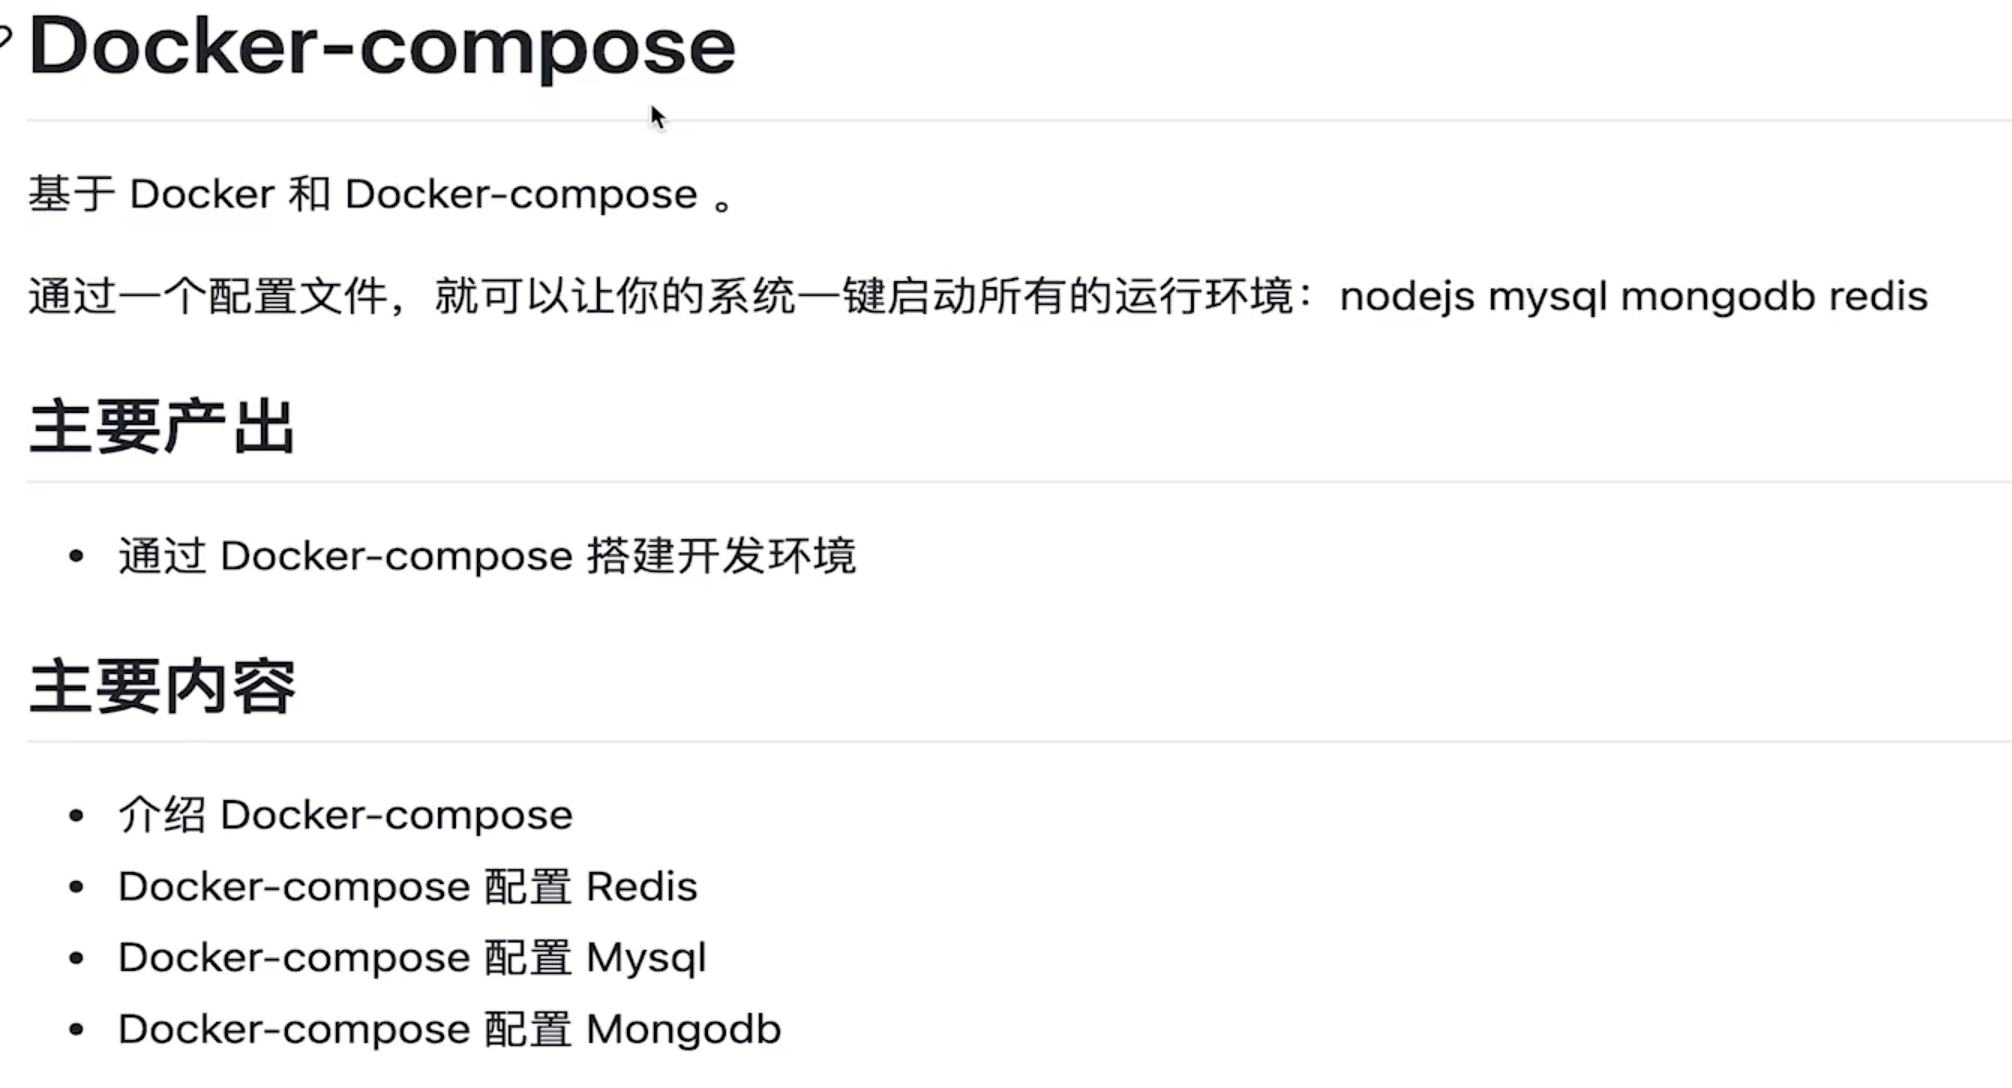 Docker-compose
基于 Docker 和 Docker-compose 。
通过一个配置文件，就可以让你的系统一键启动所有的运行环境：nodejs mysql mongodb redis
主要产出
• 通过 Docker-compose 搭建开发环境
主要内容
• 介绍 Docker-compose
• Docker-compose 配置 Redis
• Docker-compose 配置 Mysql
• Docker-compose 配置 Mongodb